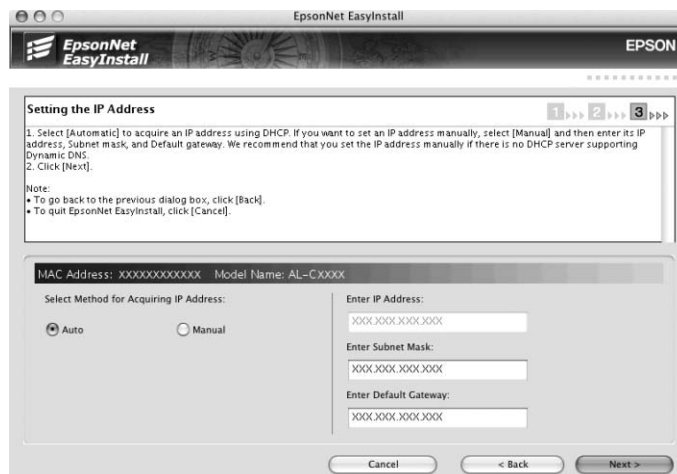 EpsonNet EasyInstall
EpsonNet
EasyInstall
EPSON
Setting the IP Address
1 2 3
1. Select [Automatic] to acquire an IP address using DHCP. If you want to set an IP address manually, select [Manual] and then enter its IP
address, Subnet mask, and Default gateway. We recommend that you set the IP address manually if there is no DHCP server supporting
Dynamic DNS.
2. Click [Next].
Note:
• To go back to the previous dialog box, click [Back].
• To quit EpsonNet EasyInstall, click [Cancel].
MAC Address: XXXXXXXXXXXX Model Name: AL-CXXXX
Select Method for Acquiring IP Address:
Auto
Manual
Enter IP Address:
XXX.XXX.XXX.XXX
Enter Subnet Mask:
XXX.XXX.XXX.XXX
Enter Default Gateway:
XXX.XXX.XXX.XXX
Cancel
< Back
Next >